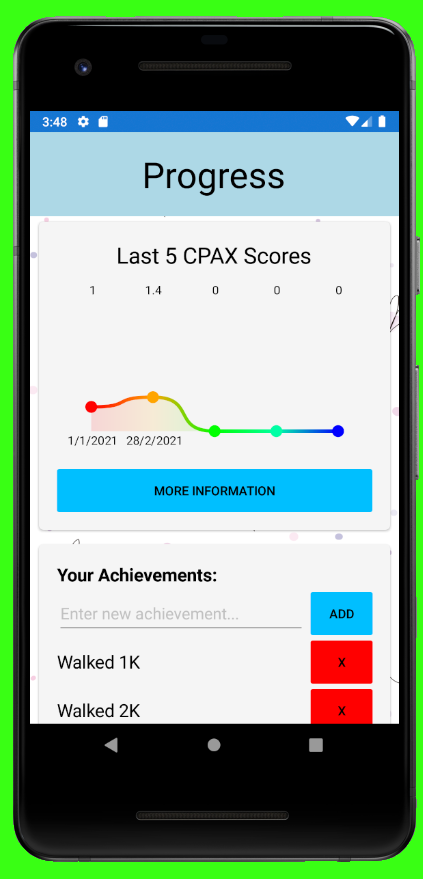 3:48
Progress
Last 5 CPAX Scores
1 1.4 0 0 0
1/1/2021 28/2/2021
MORE INFORMATION
Your Achievements:
Enter new achievement... ADD
Walked 1K X
Walked 2K X